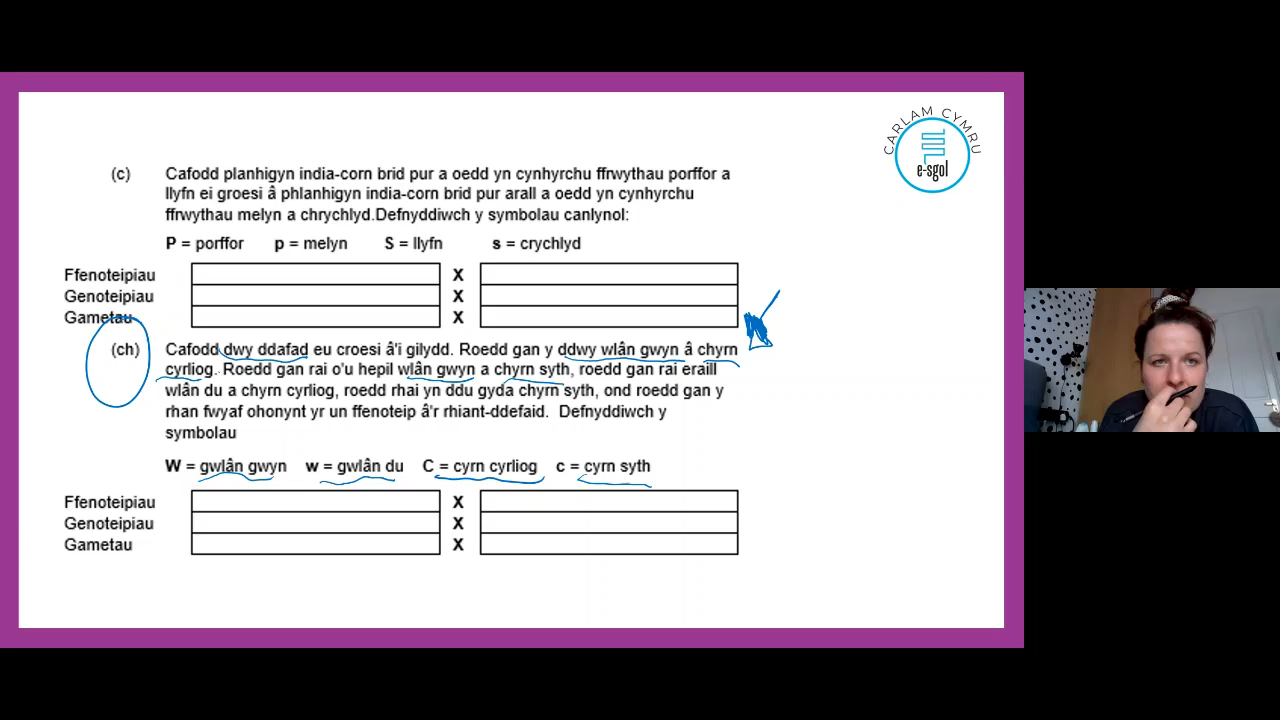 CARLAM CYMRU
e-sgol
(c) Cafodd planhigyn india-corn brid pur a oedd yn cynhyrchu ffrwythau porffor a
llyfn ei groesi â phlanhigyn india-corn brid pur arall a oedd yn cynhyrchu
ffrwythau melyn a chrychlyd.Defnyddiwch y symbolau canlynol:
P = porffor p = melyn S = llyfn s = crychlyd
Ffenoteipiau X
Genoteipiau X
Gametau X
(ch) Cafodd dwy ddafad eu croesi â'i gilydd. Roedd gan y ddwy wlân gwyn â chyrn
cyrliog. Roedd gan rai o'u hepil wlân gwyn a chyrn syth, roedd gan rai eraill
wlân du a chyrn cyrliog, roedd rhai yn ddu gyda chyrn syth, ond roedd gan y
rhan fwyaf ohonynt yr un ffenoteip â'r rhiant-ddefaid. Defnyddiwch y
symbolau
W = gwlân gwyn w = gwlân du C = cyrn cyrliog c = cyrn syth
Ffenoteipiau X
Genoteipiau X
Gametau X